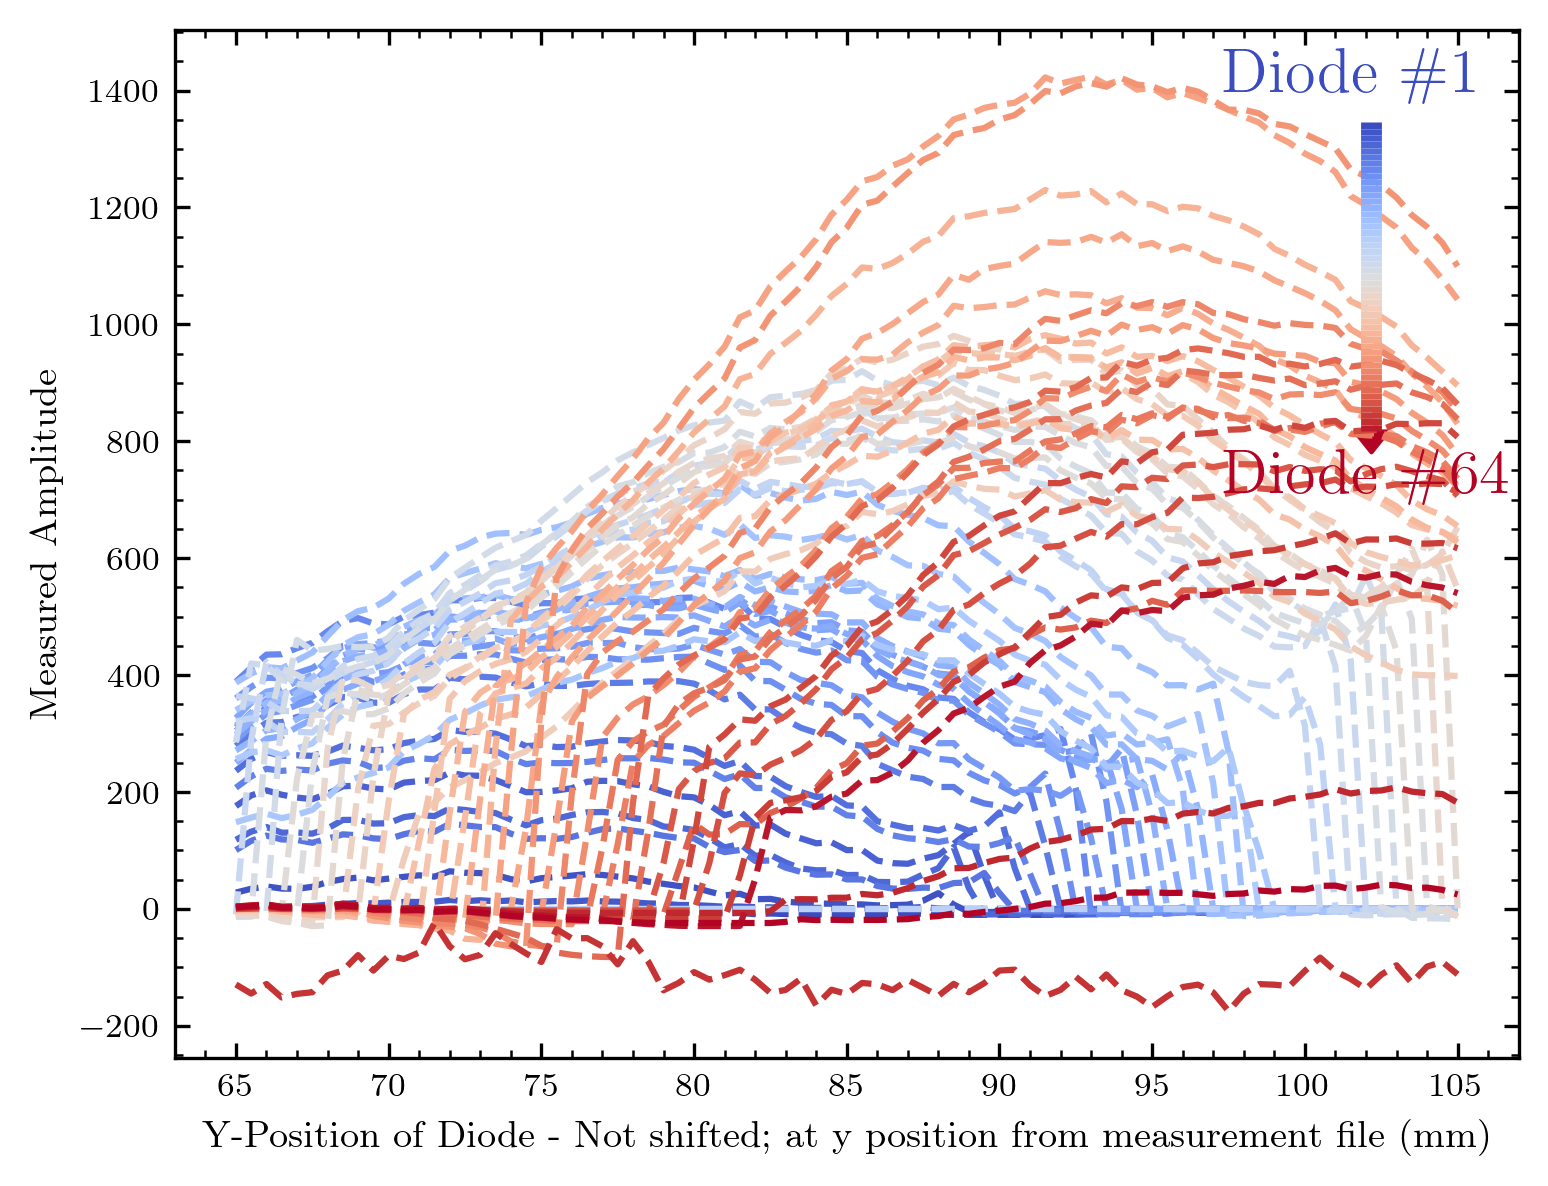 Diode #1
Diode #64
1400
1200
1000
800
600
400
200
0
−200
Measured Amplitude
65 70 75 80 85 90 95 100 105
Y-Position of Diode - Not shifted; at y position from measurement file (mm)